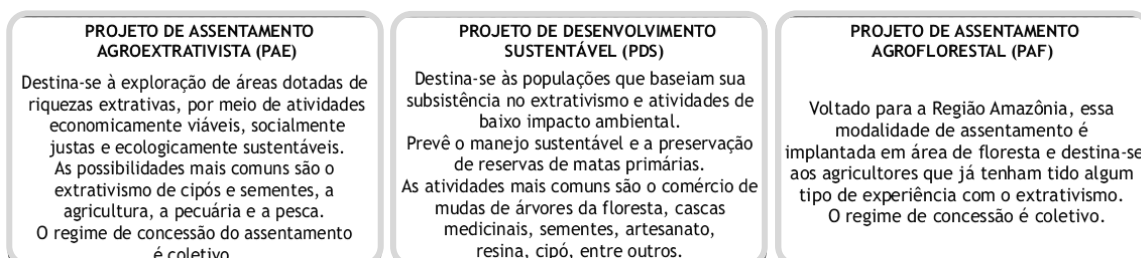 PROJETO DE ASSENTAMENTO
AGROEXTRATIVISTA (PAE)
Destina-se à exploração de áreas dotadas de
riquezas extrativas, por meio de atividades
economicamente viáveis, socialmente
justas e ecologicamente sustentáveis.
As possibilidades mais comuns são o
extrativismo de cipós e sementes, a
agricultura, a pecuária e a pesca.
O regime de concessão do assentamento
é coletivo
PROJETO DE DESENVOLVIMENTO
SUSTENTÁVEL (PDS)
Destina-se às populações que baseiam sua
subsistência no extrativismo e atividades de
baixo impacto ambiental.
Prevê o manejo sustentável e a preservação
de reservas de matas primárias.
As atividades mais comuns são o comércio de
mudas de árvores da floresta, cascas
medicinais, sementes, artesanato,
resina, cipó, entre outros.
PROJETO DE ASSENTAMENTO
AGROFLORESTAL (PAF)
Voltado para a Região Amazônia, essa
modalidade de assentamento é
implantada em área de floresta e destina-se
aos agricultores que já tenham tido algum
tipo de experiência com o extrativismo.
O regime de concessão é coletivo.